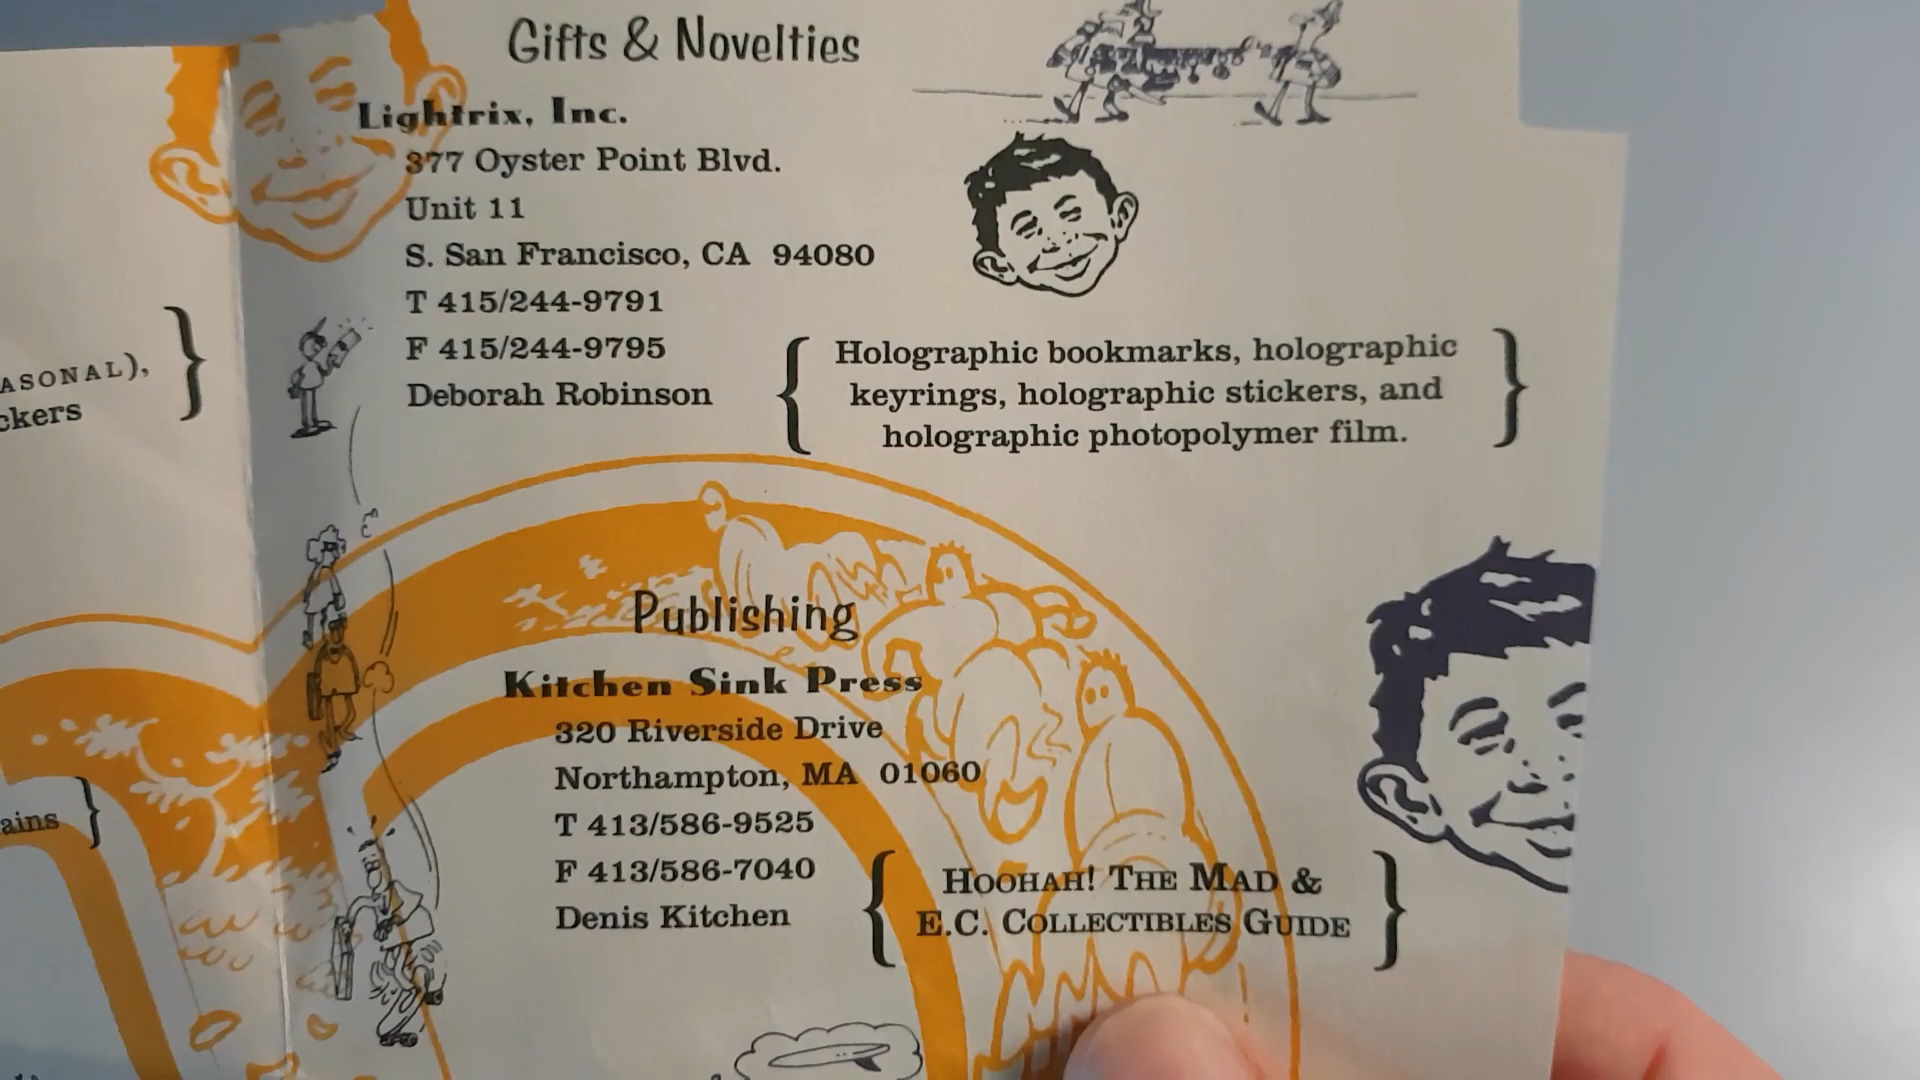 Gifts & Novelties
Lightrix, Inc.
377 Oyster Point Blvd.
Unit 11
S. San Francisco, CA 94080
T 415/244-9791
F 415/244-9795
Deborah Robinson
{ Holographic bookmarks, holographic }
keyrings, holographic stickers, and
holographic photopolymer film.
ASONAL), }
ckers
Publishing
Kitchen Sink Press
320 Riverside Drive
Northampton, MA 01060
T 413/586-9525
F 413/586-7040
Denis Kitchen
{ HOOHAH! THE MAD & }
E.C. COLLECTIBLES GUIDE
ains }